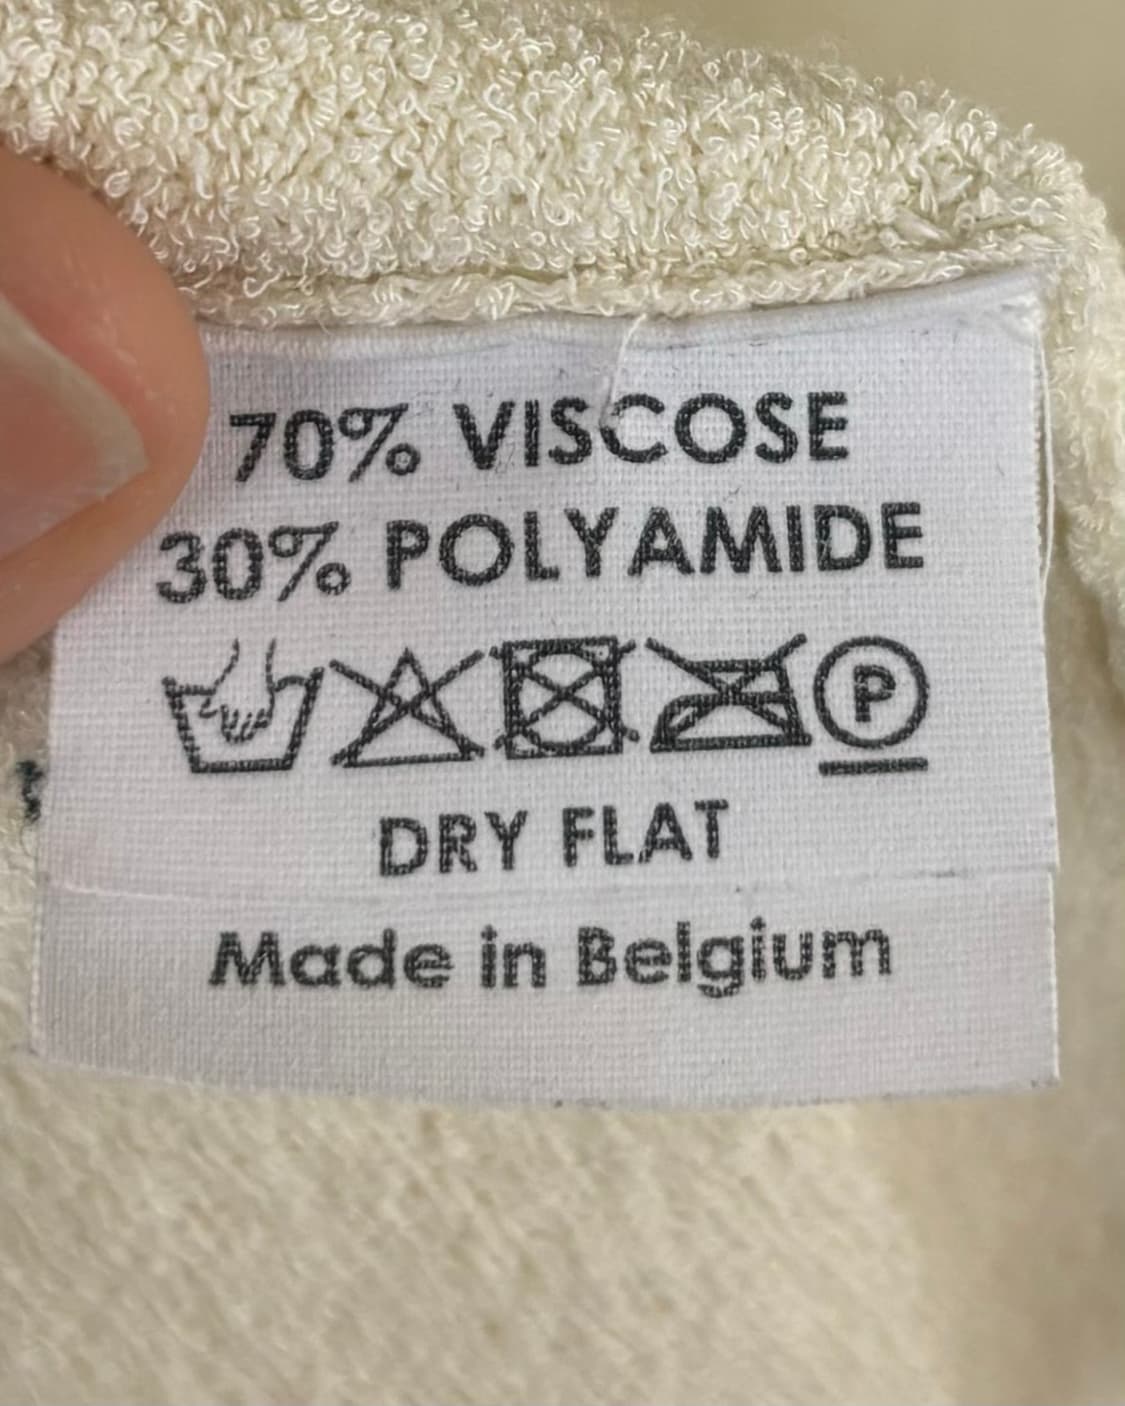 70% VISCOSE
30% POLYAMIDE
P
DRY FLAT
Made in Belgium